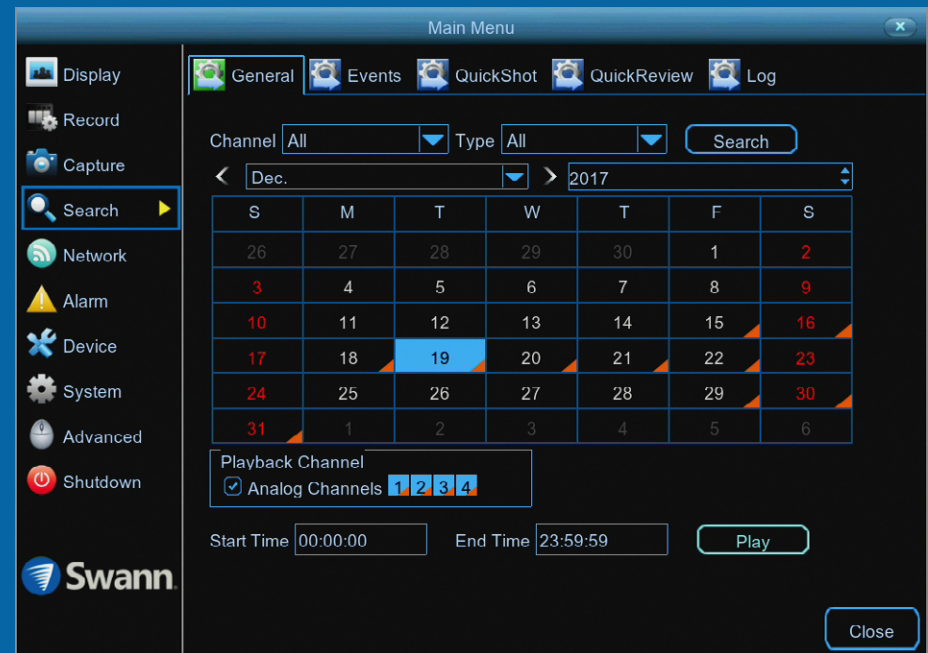 Main Menu
Display
Record
Capture
Search
Network
Alarm
Device
System
Advanced
Shutdown
Swann
General Events QuickShot QuickReview Log
Channel All Type All Search
< Dec. > 2017
S M T W T F S
26 27 28 29 30 1 2
3 4 5 6 7 8 9
10 11 12 13 14 15 16
17 18 19 20 21 22 23
24 25 26 27 28 29 30
31 1 2 3 4 5 6
Playback Channel
Analog Channels 1 2 3 4
Start Time 00:00:00 End Time 23:59:59 Play
Close